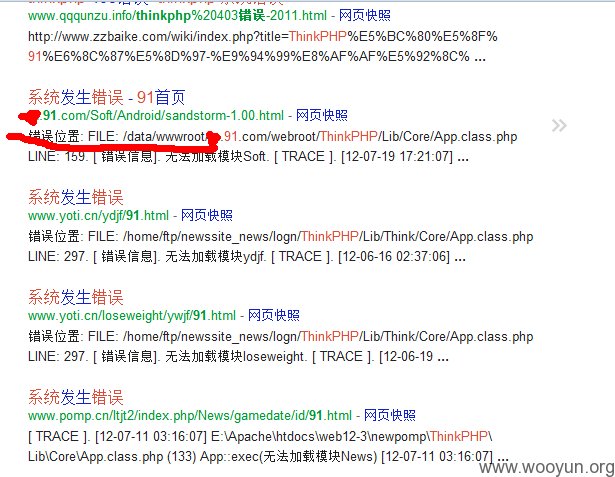 www.qqqunzu.info/thinkphp%20403错误-2011.html - 网页快照
http://www.zzbaike.com/wiki/index.php?title=ThinkPHP%E5%BC%80%E5%8F%
91%E6%8C%87%E5%8D%97-%E9%94%99%E8%AF%AF%E5%92%8C% ...
系统发生错误 - 91首页
91.com/Soft/Android/sandstorm-1.00.html - 网页快照
错误位置: FILE: /data/wwwroot/ 91.com/webroot/ThinkPHP/Lib/Core/App.class.php
LINE: 159. [ 错误信息]. 无法加载模块Soft. [ TRACE ]. [12-07-19 17:21:07] ...
系统发生错误
www.yoti.cn/ydjf/91.html - 网页快照
错误位置: FILE: /home/ftp/newssite_news/logn/ThinkPHP/Lib/Think/Core/App.class.php
LINE: 297. [ 错误信息]. 无法加载模块ydjf. [ TRACE ]. [12-06-16 02:37:06] ...
系统发生错误
www.yoti.cn/loseweight/ywjf/91.html - 网页快照
错误位置: FILE: /home/ftp/newssite_news/logn/ThinkPHP/Lib/Think/Core/App.class.php
LINE: 297. [ 错误信息]. 无法加载模块loseweight. [ TRACE ]. [12-06-19 ...
系统发生错误
www.pomp.cn/ltjt2/index.php/News/gamedate/id/91.html - 网页快照
[ TRACE ]. [12-07-11 03:16:07] E:\Apache\htdocs\web12-3\newpomp\ThinkPHP\
Lib\Core\App.class.php (133) App::exec(无法加载模块News) [12-07-11 03:16:07] ...
www.wooyun.org